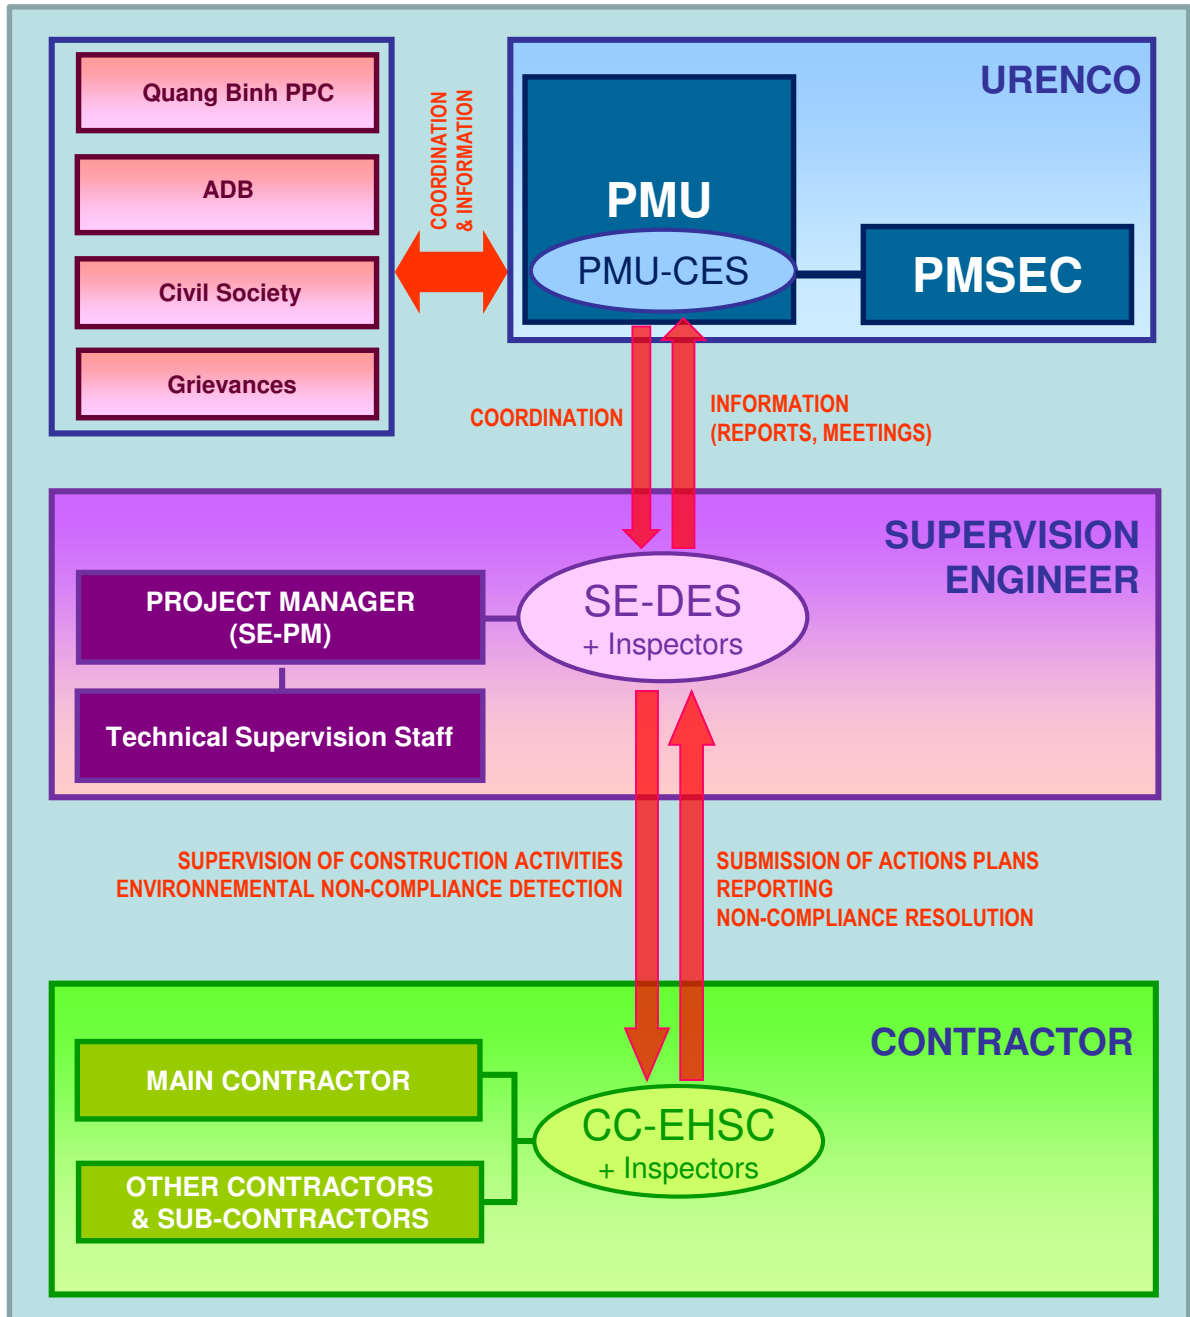 Quang Binh PPC
ADB
Civil Society
Grievances
COORDINATION
& INFORMATION
URENCO
PMU
PMU-CES
PMSEC
COORDINATION
INFORMATION
(REPORTS, MEETINGS)
SUPERVISION
ENGINEER
PROJECT MANAGER
(SE-PM)
SE-DES
+ Inspectors
Technical Supervision Staff
SUPERVISION OF CONSTRUCTION ACTIVITIES
ENVIRONNEMENTAL NON-COMPLIANCE DETECTION
SUBMISSION OF ACTIONS PLANS
REPORTING
NON-COMPLIANCE RESOLUTION
CONTRACTOR
MAIN CONTRACTOR
CC-EHSC
+ Inspectors
OTHER CONTRACTORS
& SUB-CONTRACTORS